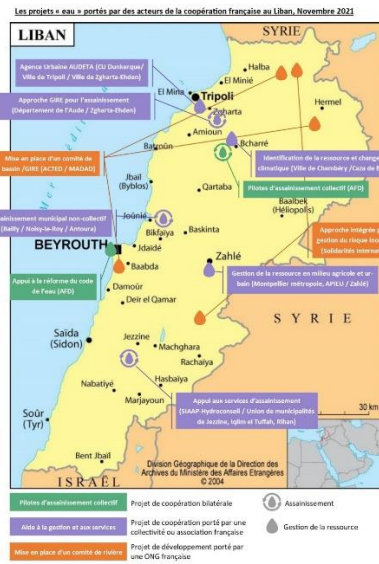 Les projets « eau » portés par des acteurs de la coopération française au Liban, Novembre 2021
LIBAN
SYRIE
Agence Urbaine AUDETA (CU Dunkerque/
Ville de Tripoli / Ville de Zgharta-Ehden)
Halba
El Minié
El Mina
Tripoli
Zgharta
Hermel
Approche GIRE pour l'assainissement
(Département de l'Aude / Zgharta-Ehden)
Amioun
Batroûn
Bcharré
Mise en place d'un comité de
bassin /GIRE (ACTED / MADAD)
Identification de la ressource et change
climatique (Ville de Chambéry / Caza de B
Pilotes d'assainissement collectif (AFD)
Jbaïl
(Byblos)
Qartaba
Baalbek
(Héliopolis)
Assainissement municipal non-collectif
(Bailly / Noisy-le-Roy / Antoura)
Joûnié
Bikfaïya
Baskinta
Approche intégrée p
gestion du risque ino
(Solidarités Internat
BEYROUTH
Jdaïdé
Baabda
Zahlé
Appui à la réforme du code
de l'eau (AFD)
Gestion de la ressource en milieu agricole et ur-
bain (Montpellier métropole, APIEU / Zahlé)
Damoûr
Deir el Qamar
SYRIE
Saïda
(Sidon)
Jezzine
Machghara
Rachaïya
Hasbaïya
Nabatiyé
Marjayoun
Appui aux services d'assainissement
(SIAAP-Hydroconseil / Union de municipalités
de Jezzine, Iqlim el Tuffah, Rihan)
Soûr
(Tyr)
30 km
Bent Jbaïl
ISRAËL
Division Géographique de la Direction des
Archives du Ministère des Affaires Etrangères
© 2004
Pilotes d'assainissement collectif
Projet de coopération bilatérale
Assainissement
Aide à la gestion et aux services
Projet de coopération porté par une
collectivité ou association française
Gestion de la ressource
Mise en place d'un comité de rivière
Projet de développement porté par
une ONG française